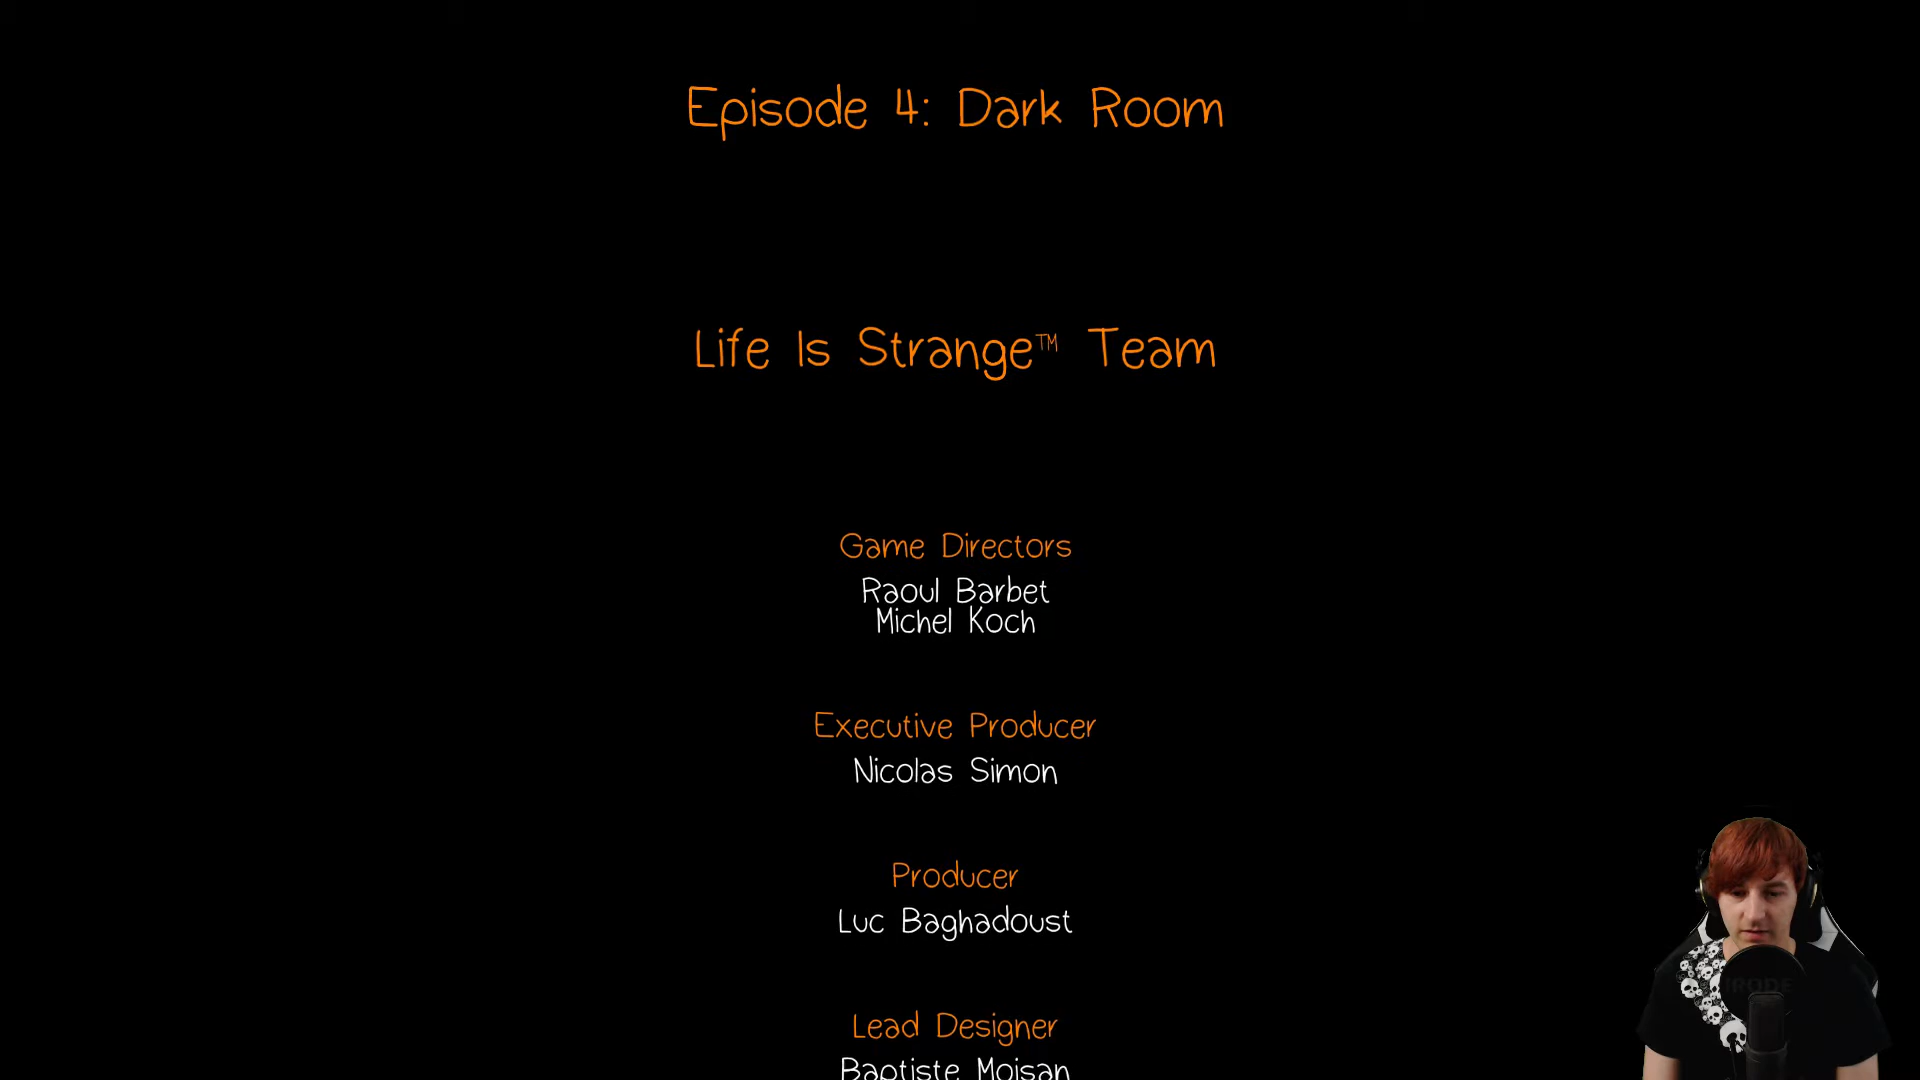 Episode 4: Dark Room
Life Is Strange™ Team
Game Directors
Raoul Barbet
Michel Koch
Executive Producer
Nicolas Simon
Producer
Luc Baghadoust
Lead Designer
Baptiste Moisan
RODE